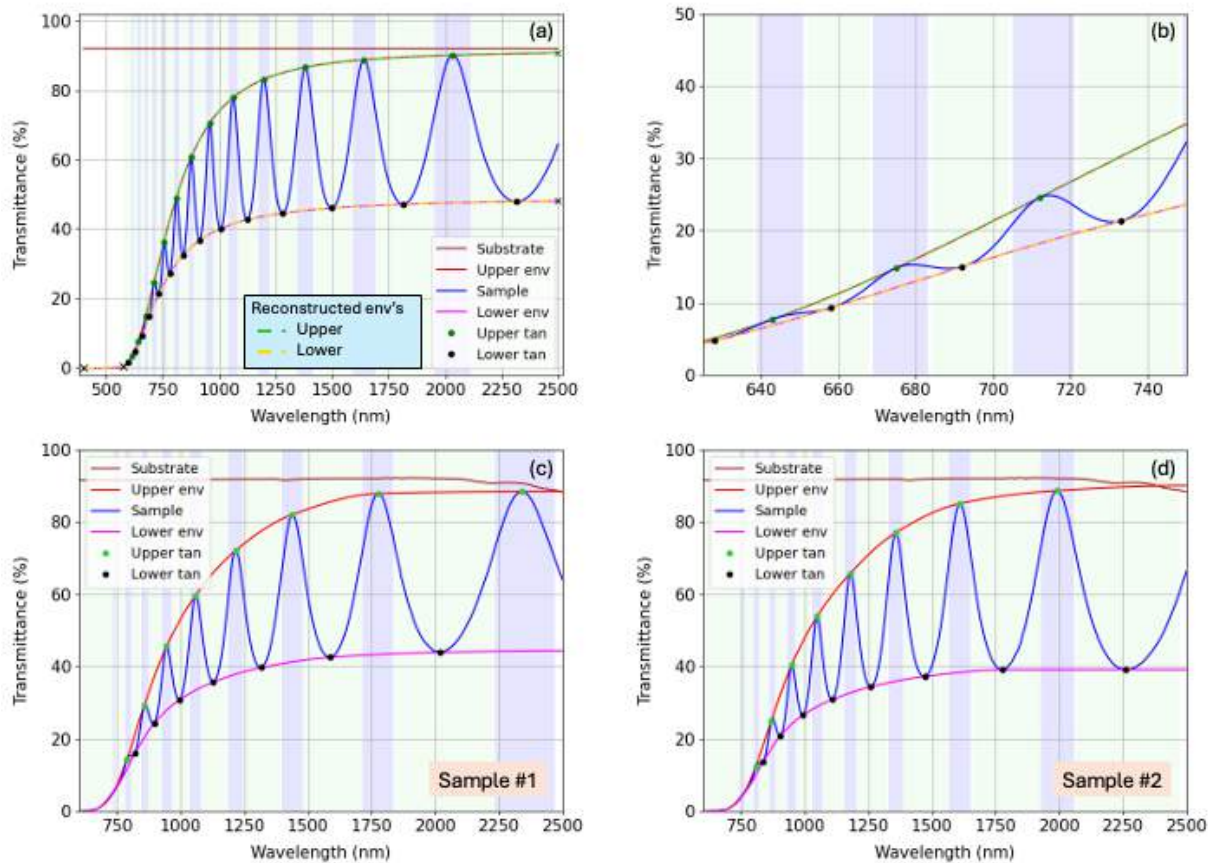 (a)
Transmittance (%)
100
80
60
40
20
0
Substrate
Upper env
Sample
Lower env
Upper tan
Lower tan
Reconstructed env's
Upper
Lower
500 750 1000 1250 1500 1750 2000 2250 2500
Wavelength (nm)
(b)
Transmittance (%)
50
40
30
20
10
0
640 660 680 700 720 740
Wavelength (nm)
(c)
Transmittance (%)
100
80
60
40
20
0
Substrate
Upper env
Sample
Lower env
Upper tan
Lower tan
Sample #1
750 1000 1250 1500 1750 2000 2250 2500
Wavelength (nm)
(d)
Transmittance (%)
100
80
60
40
20
0
Substrate
Upper env
Sample
Lower env
Upper tan
Lower tan
Sample #2
750 1000 1250 1500 1750 2000 2250 2500
Wavelength (nm)